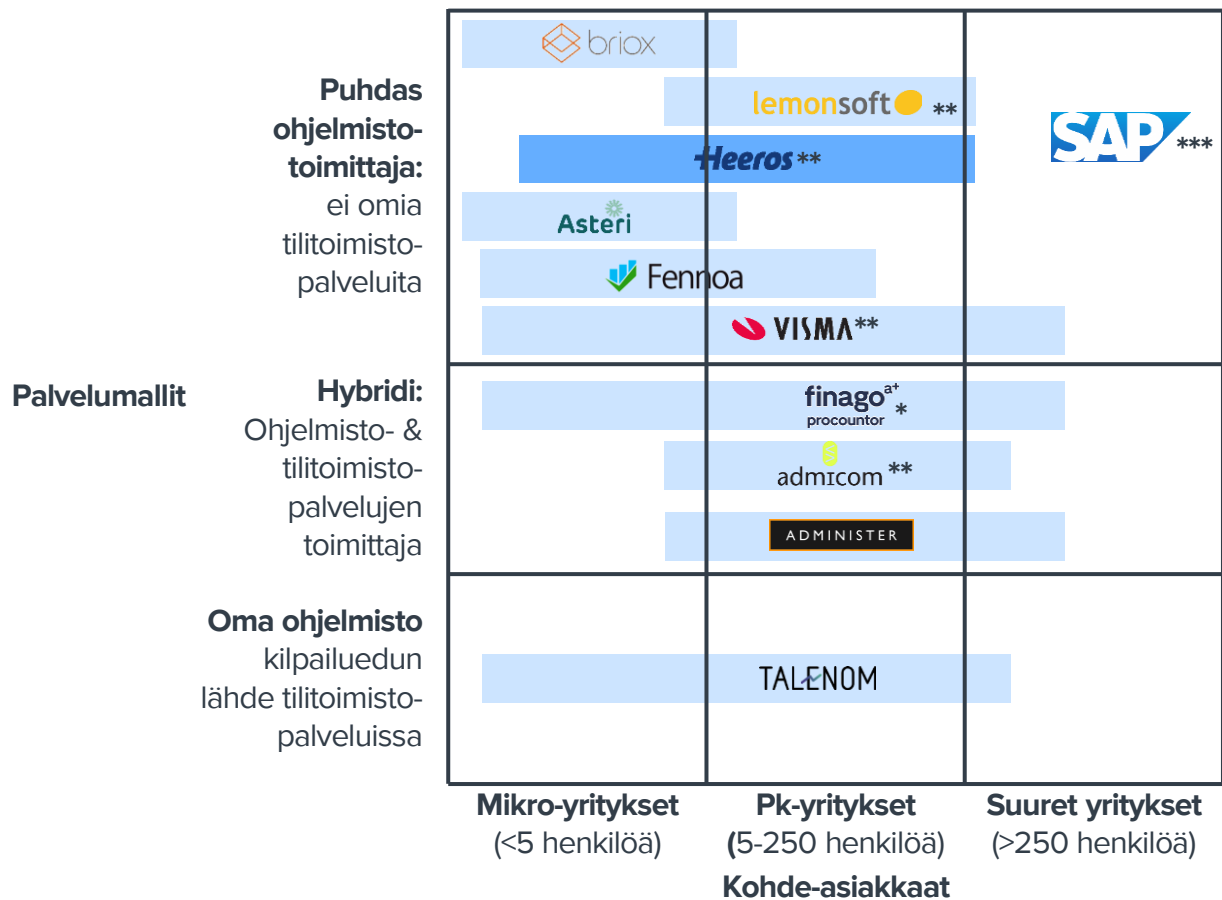 briox
Puhdas
ohjelmisto-
toimittaja:
ei omia
tilitoimisto-
palveluita
lemonsoft **
SAP ***
Heeros **
Asteri
Fennoa
VISMA **
Palvelumallit
Hybridi:
Ohjelmisto- &
tilitoimisto-
palvelujen
toimittaja
finago a+
procountor *
admicom **
ADMINISTER
Oma ohjelmisto
kilpailuedun
lähde tilitoimisto-
palveluissa
TALENOM
Mikro-yritykset
(<5 henkilöä)
Pk-yritykset
(5-250 henkilöä)
Suuret yritykset
(>250 henkilöä)
Kohde-asiakkaat